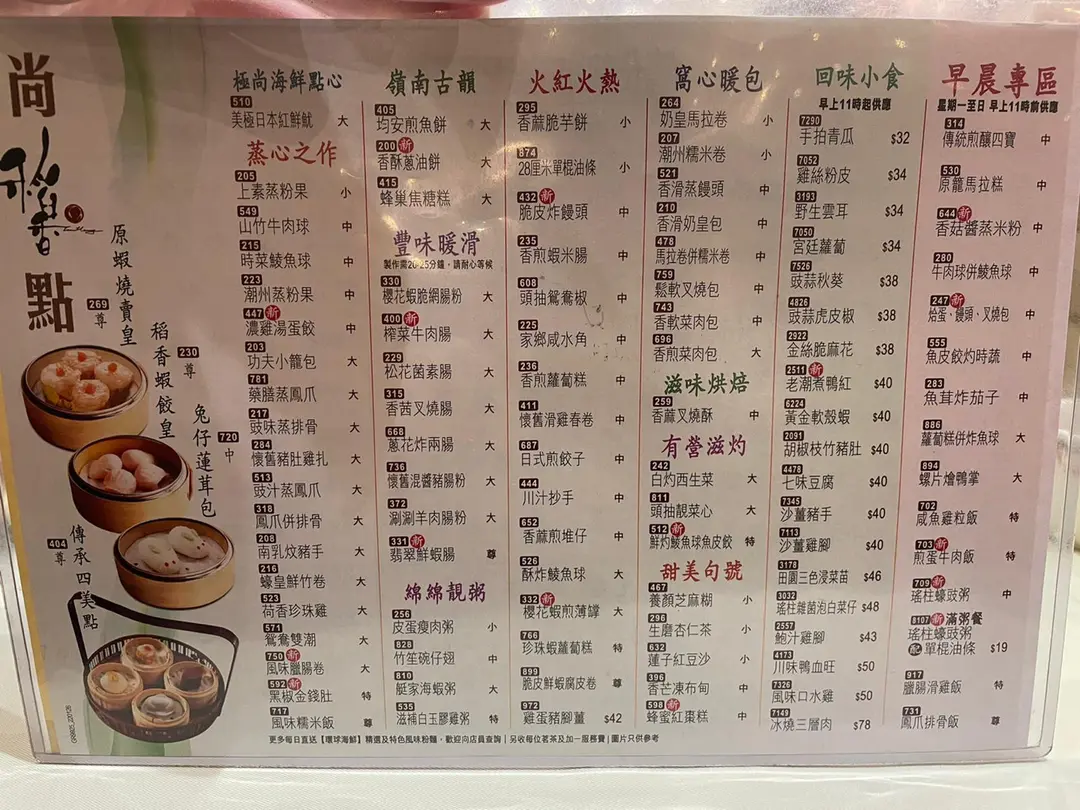 尚
稻香
點
原蝦燒賣皇
269
尊
稻香蝦餃皇
230
尊
兔仔蓮茸包
720
中
傳承四美點
404
尊
極尚海鮮點心
510
美極日本紅鮮魷 大
蒸心之作
205
上素蒸粉果 小
549
山竹牛肉球 中
215
時菜鯪魚球 中
223
潮州蒸粉果 中
447 新
濃雞湯蛋餃 中
203
功夫小籠包 大
781
藥膳蒸鳳爪 大
217
豉味蒸排骨 大
284
懷舊豬肚雞扎 大
513
豉汁蒸鳳爪 大
318
鳳爪併排骨 大
208
南乳炆豬手 大
216
蠔皇鮮竹卷 大
523
荷香珍珠雞 大
571
鴛鴦雙潮 大
750 新
風味臘腸卷 大
592 新
黑椒金錢肚 特
717
風味糯米飯 尊
嶺南古韻
405
均安煎魚餅 大
200 新
香酥蔥油餅 大
415
蜂巢焦糖糕 大
豐味暖滑
製作需20-25分鐘，請耐心等候
330
櫻花蝦脆網腸粉 大
400 新
榨菜牛肉腸 大
229
松花菌素腸 大
315
香茜叉燒腸 大
668
蔥花炸兩腸 大
736
懷舊混醬豬腸粉 大
372
涮涮羊肉腸粉 大
331 新
翡翠鮮蝦腸 尊
綿綿靚粥
256
皮蛋瘦肉粥 小
628
竹笙碗仔翅 中
810
艇家海蝦粥 大
535
滋補白玉膠雞粥 特
火紅火熱
295
香蔴脆芋餅 小
874
28厘米單棍油條 小
432 新
脆皮炸饅頭 中
235
香煎蝦米腸 中
608
頭抽鴛鴦椒 中
225
家鄉咸水角 中
236
香煎蘿蔔糕 中
411
懷舊滑雞春卷 中
687
日式煎餃子 中
444
川汁抄手 中
652
香蔴煎堆仔 中
526
酥炸鯪魚球 大
332 新
櫻花蝦煎薄罉 大
766
珍珠蝦蘿蔔糕 特
899
脆皮鮮蝦腐皮卷 尊
972
雞蛋豬腳薑 $42
窩心暖包
264
奶皇馬拉卷 小
207
潮州糯米卷 小
521
香滑蒸饅頭 中
210
香滑奶皇包 中
478
馬拉卷併糯米卷 中
759
鬆軟叉燒包 中
743
香軟菜肉包 中
696
香煎菜肉包 大
滋味烘焙
259
香蔴叉燒酥 中
有營滋灼
242
白灼西生菜 大
811
頭抽靚菜心 大
512 新
鮮灼鯪魚球魚皮餃 特
甜美句號
467
養顏芝麻糊 小
296
生磨杏仁茶 小
632
蓮子紅豆沙 小
396
香芒凍布甸 中
598 新
蜂蜜紅棗糕 中
回味小食
早上11時起供應
7290
手拍青瓜 $32
7052
雞絲粉皮 $34
3193
野生雲耳 $34
7050
宮廷蘿蔔 $34
7526
豉蒜秋葵 $38
4826
豉蒜虎皮椒 $38
2922
金絲脆麻花 $38
2511 新
老潮煮鴨紅 $40
6224
黃金軟殼蝦 $40
2091
胡椒枝竹豬肚 $40
4478
七味豆腐 $40
7345
沙薑豬手 $40
7113
沙薑雞腳 $40
3178
田園三色浸菜苗 $46
3032
瑤柱雜菌泡白菜仔 $48
2557
鮑汁雞腳 $43
4173
川味鴨血旺 $50
7328
風味口水雞 $50
7149
冰燒三層肉 $78
早晨專區
星期一至日 早上11時前供應
314
傳統煎釀四寶 中
530
原籠馬拉糕 中
644 新
香菇醬蒸米粉 中
280
牛肉球併鯪魚球 中
247 新
烚蛋、饅頭、叉燒包 中
555
魚皮餃灼時蔬 中
283
魚茸炸茄子 中
886
蘿蔔糕併炸魚球 大
894
螺片燴鴨掌 大
702
咸魚雞粒飯 特
703 新
煎蛋牛肉飯 特
709 新
瑤柱蠔豉粥 中
8107 新 滿粥餐
瑤柱蠔豉粥
配 單棍油條 $19
917
臘腸滑雞飯 特
731
鳳爪排骨飯 尊
更多每日直送【環球海鮮】精選及特色風味粉麵，歡迎向店員查詢 | 另收每位茗茶及加一服務費 | 圖片只供參考